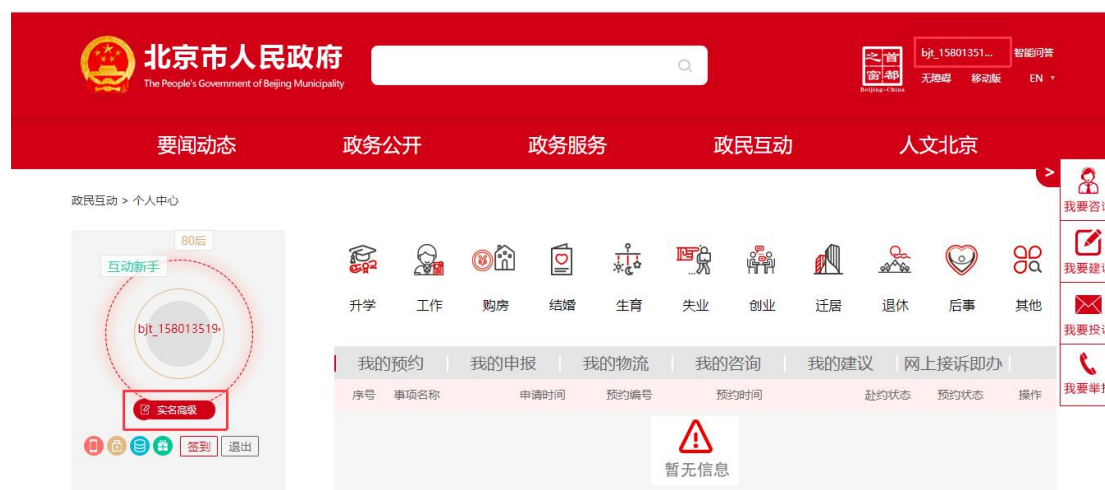 北京市人民政府
The People's Government of Beijing Municipality
之首
窗都
Beijing-China
bjt_15801351... 智能问答
无障碍 移动版 EN
要闻动态 政务公开 政务服务 政民互动 人文北京
政民互动 > 个人中心
>
80后
互动新手
bjt_158013519
实名高级
签到 退出
升学 工作 购房 结婚 生育 失业 创业 迁居 退休 后事 其他
我的预约 我的申报 我的物流 我的咨询 我的建议 网上接诉即办
序号 事项名称 申请时间 预约编号 预约时间 赴约状态 预约状态 操作
暂无信息
我要咨
我要建
我要投
我要举